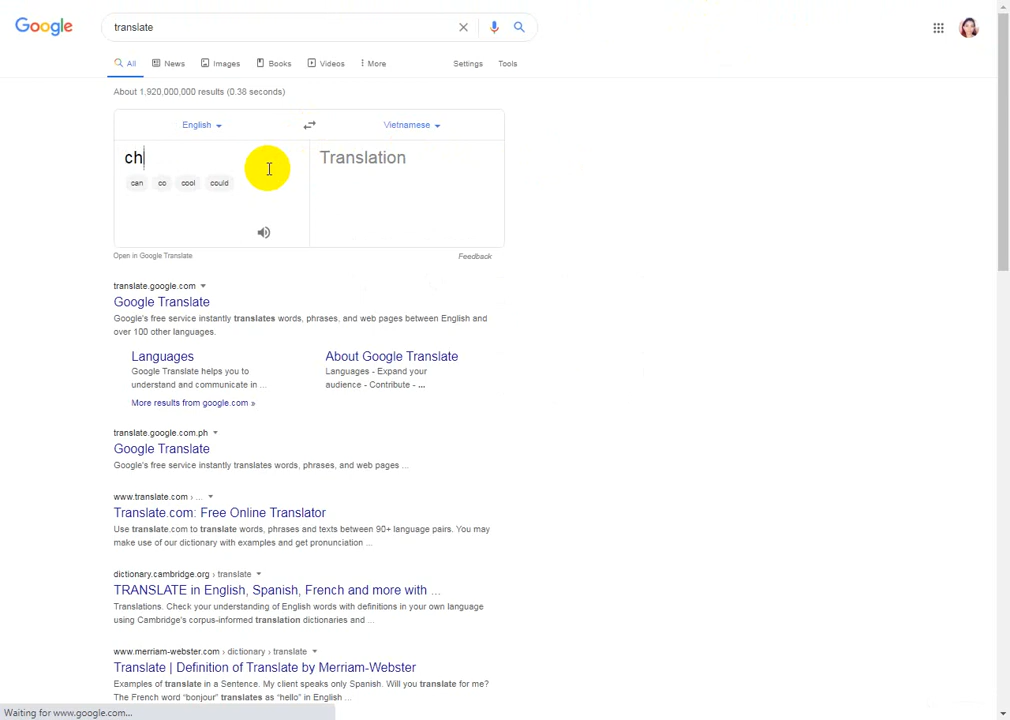 Google
translate
All News Images Books Videos More Settings Tools
About 1,920,000,000 results (0.38 seconds)
English Vietnamese
ch Translation
can co cool could
Open in Google Translate Feedback
translate.google.com
Google Translate
Google's free service instantly translates words, phrases, and web pages between English and
over 100 other languages.
Languages About Google Translate
Google Translate helps you to Languages - Expand your
understand and communicate in ... audience - Contribute - ...
More results from google.com »
translate.google.com.ph
Google Translate
Google's free service instantly translates words, phrases, and web pages ...
www.translate.com › ...
Translate.com: Free Online Translator
Use translate.com to translate words, phrases and texts between 90+ language pairs. You may
make use of our dictionary with examples and get pronunciation ...
dictionary.cambridge.org › translate
TRANSLATE in English, Spanish, French and more with ...
Translations. Check your understanding of English words with definitions in your own language
using Cambridge's corpus-informed translation dictionaries and ...
www.merriam-webster.com › dictionary › translate
Translate | Definition of Translate by Merriam-Webster
Examples of translate in a Sentence. My client speaks only Spanish. Will you translate for me?
The French word “bonjour” translates as “hello” in English ...
Waiting for www.google.com...